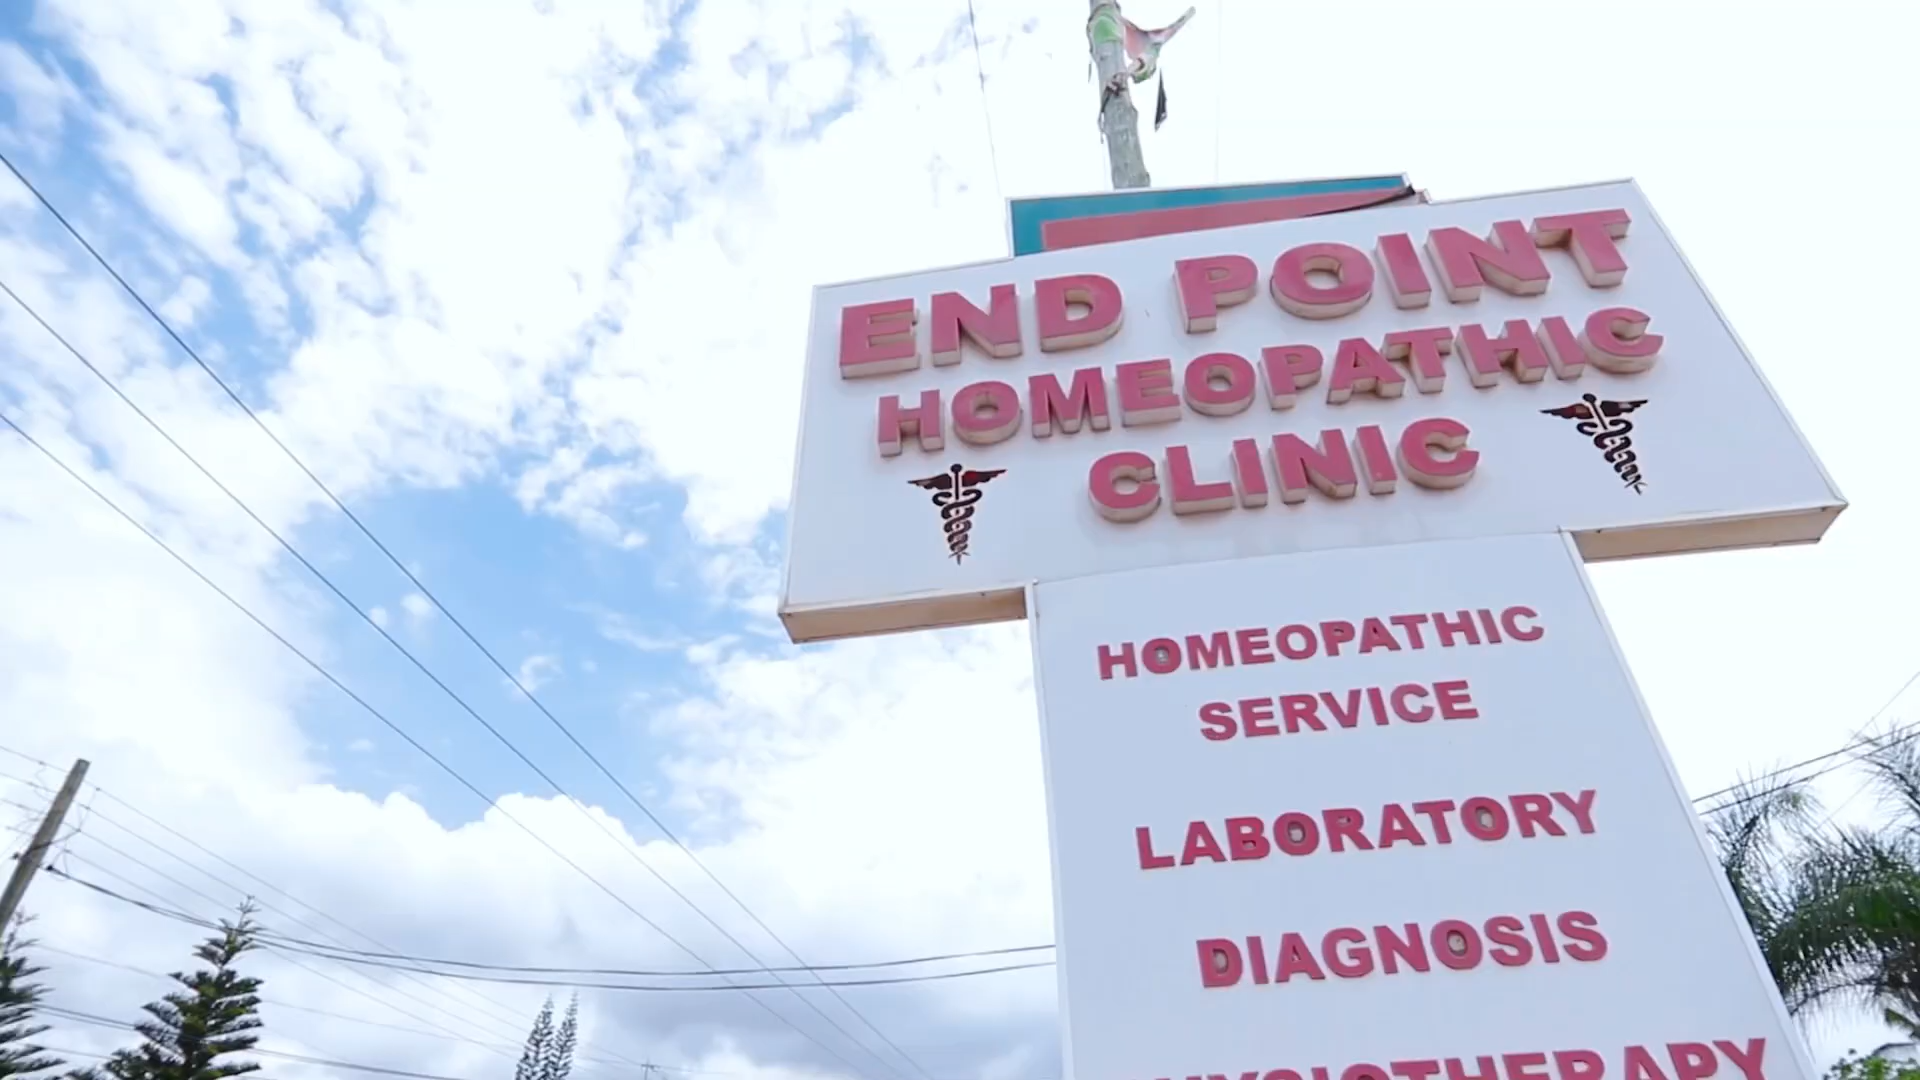 END POINT
HOMEOPATHIC
CLINIC
HOMEOPATHIC
SERVICE
LABORATORY
DIAGNOSIS